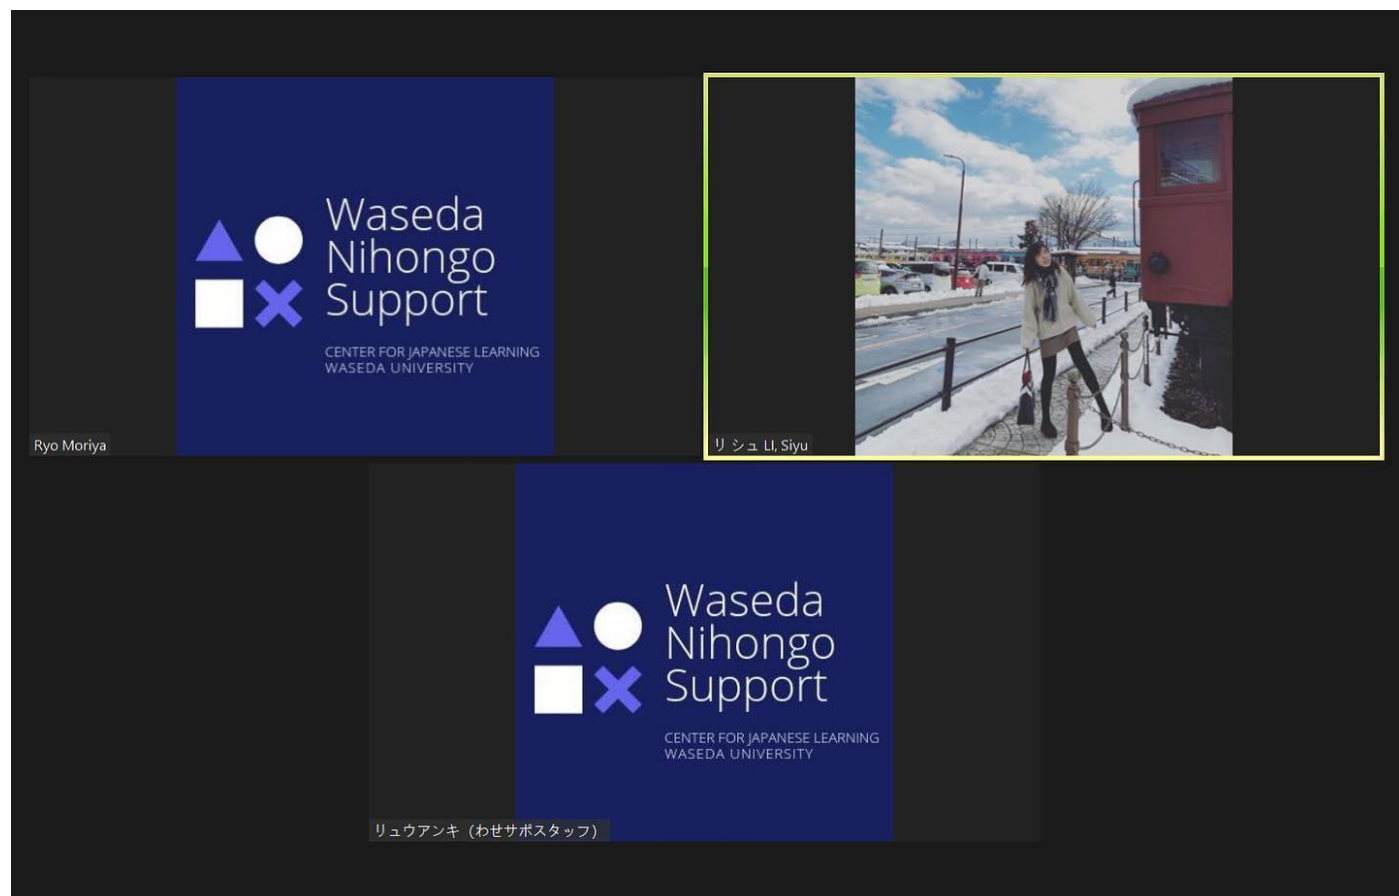 Waseda
Nihongo
Support
CENTER FOR JAPANESE LEARNING
WASEDA UNIVERSITY
Ryo Moriya
リ シュ LI, Siyu
Waseda
Nihongo
Support
CENTER FOR JAPANESE LEARNING
WASEDA UNIVERSITY
リュウアンキ（わせサポスタッフ）